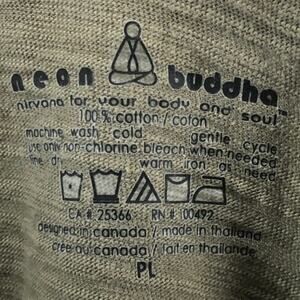 neon buddha™
nirvana for your body and soul
100% cotton / coton
machine wash cold gentle cycle
use only non-chlorine bleach when needed
line dry warm iron as need
CA # 25366 RN # 100492
designed in canada / made in thailand
créé au canada / fait en thaïlande
PL